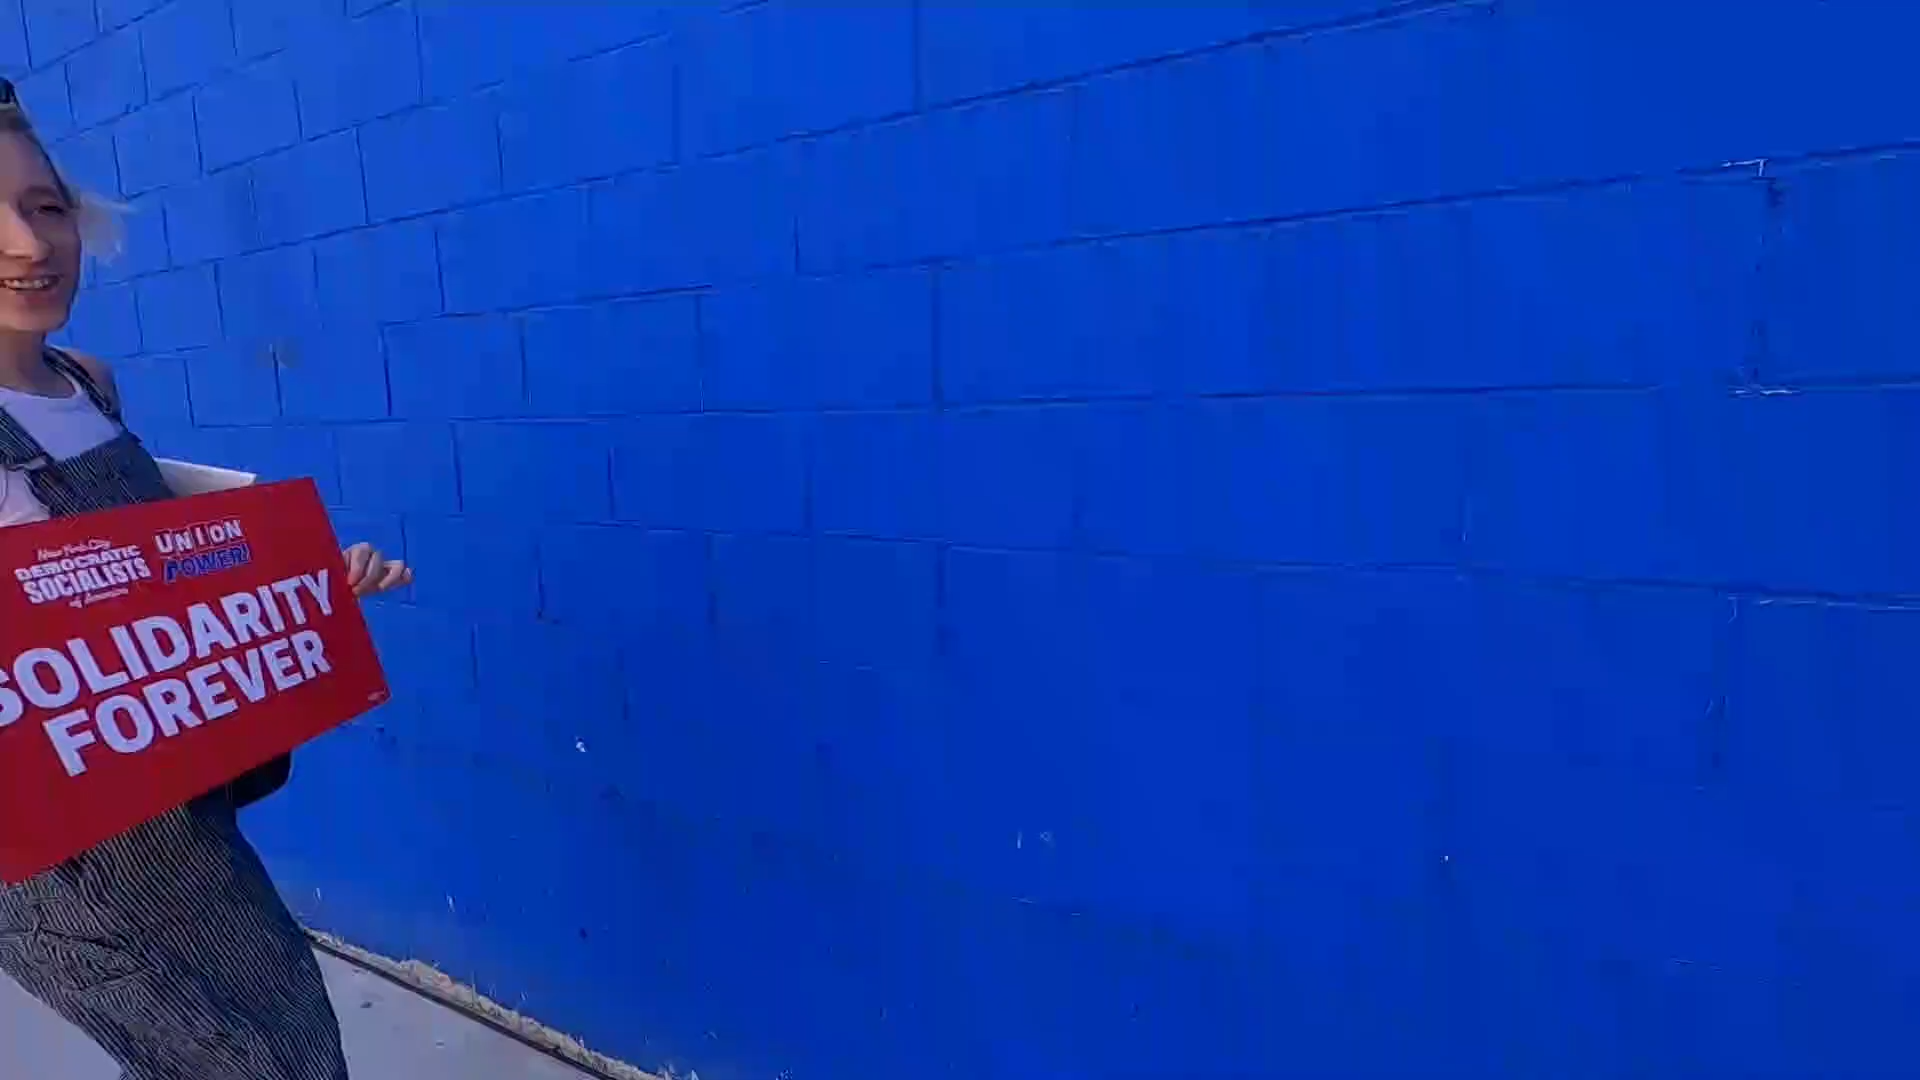 New York City
DEMOCRATIC
SOCIALISTS
of America
UNION
POWER!
SOLIDARITY
FOREVER